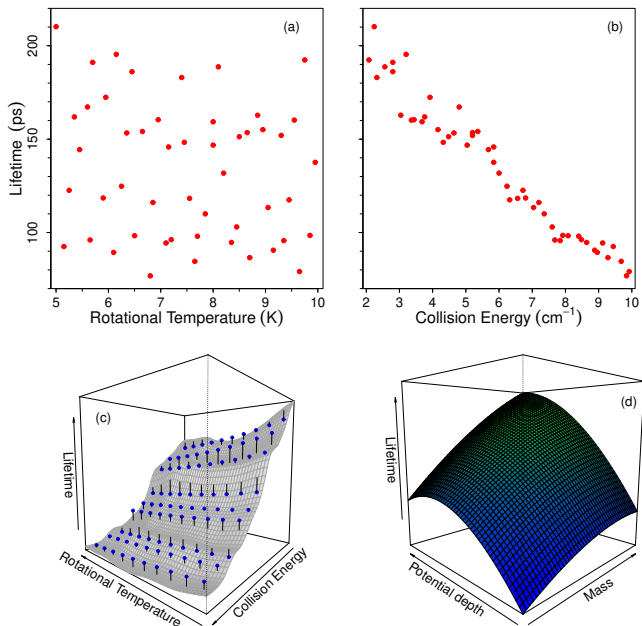 (a)
(b)
Lifetime (ps)
100
150
200
5
6
7
8
9
10
Rotational Temperature (K)
2
3
4
5
6
7
8
9
10
Collision Energy (cm⁻¹)
(c)
Lifetime
Rotational Temperature
Collision Energy
(d)
Lifetime
Potential depth
Mass